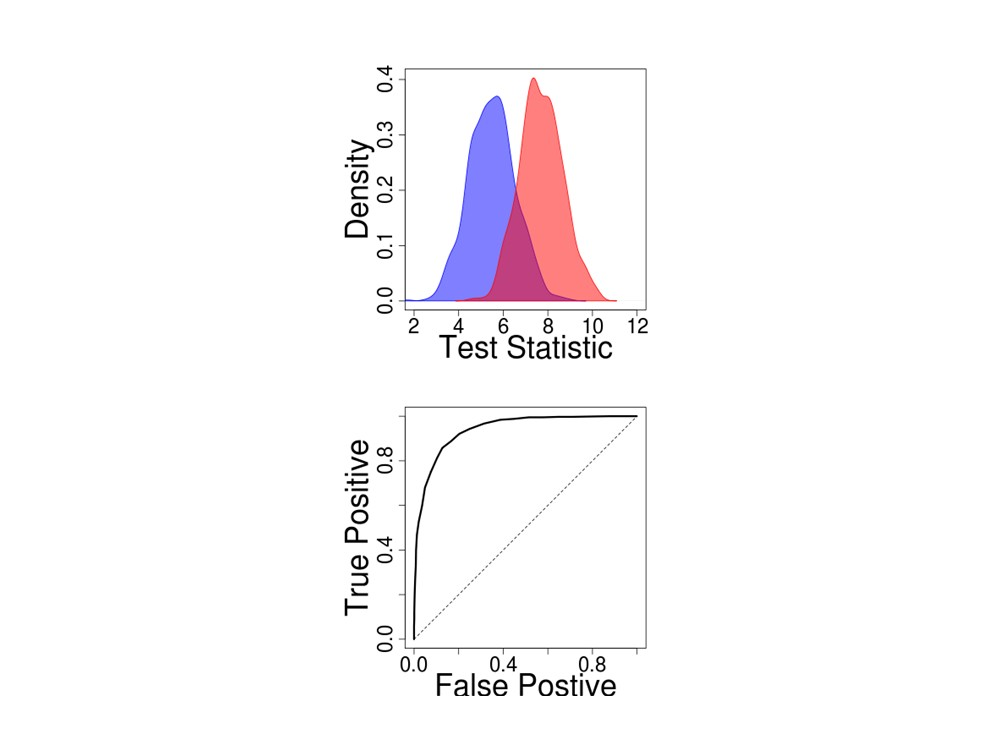 Density
0.0 0.1 0.2 0.3 0.4
2 4 6 8 10 12
Test Statistic
True Positive
0.0 0.4 0.8
0.0 0.4 0.8
False Postive